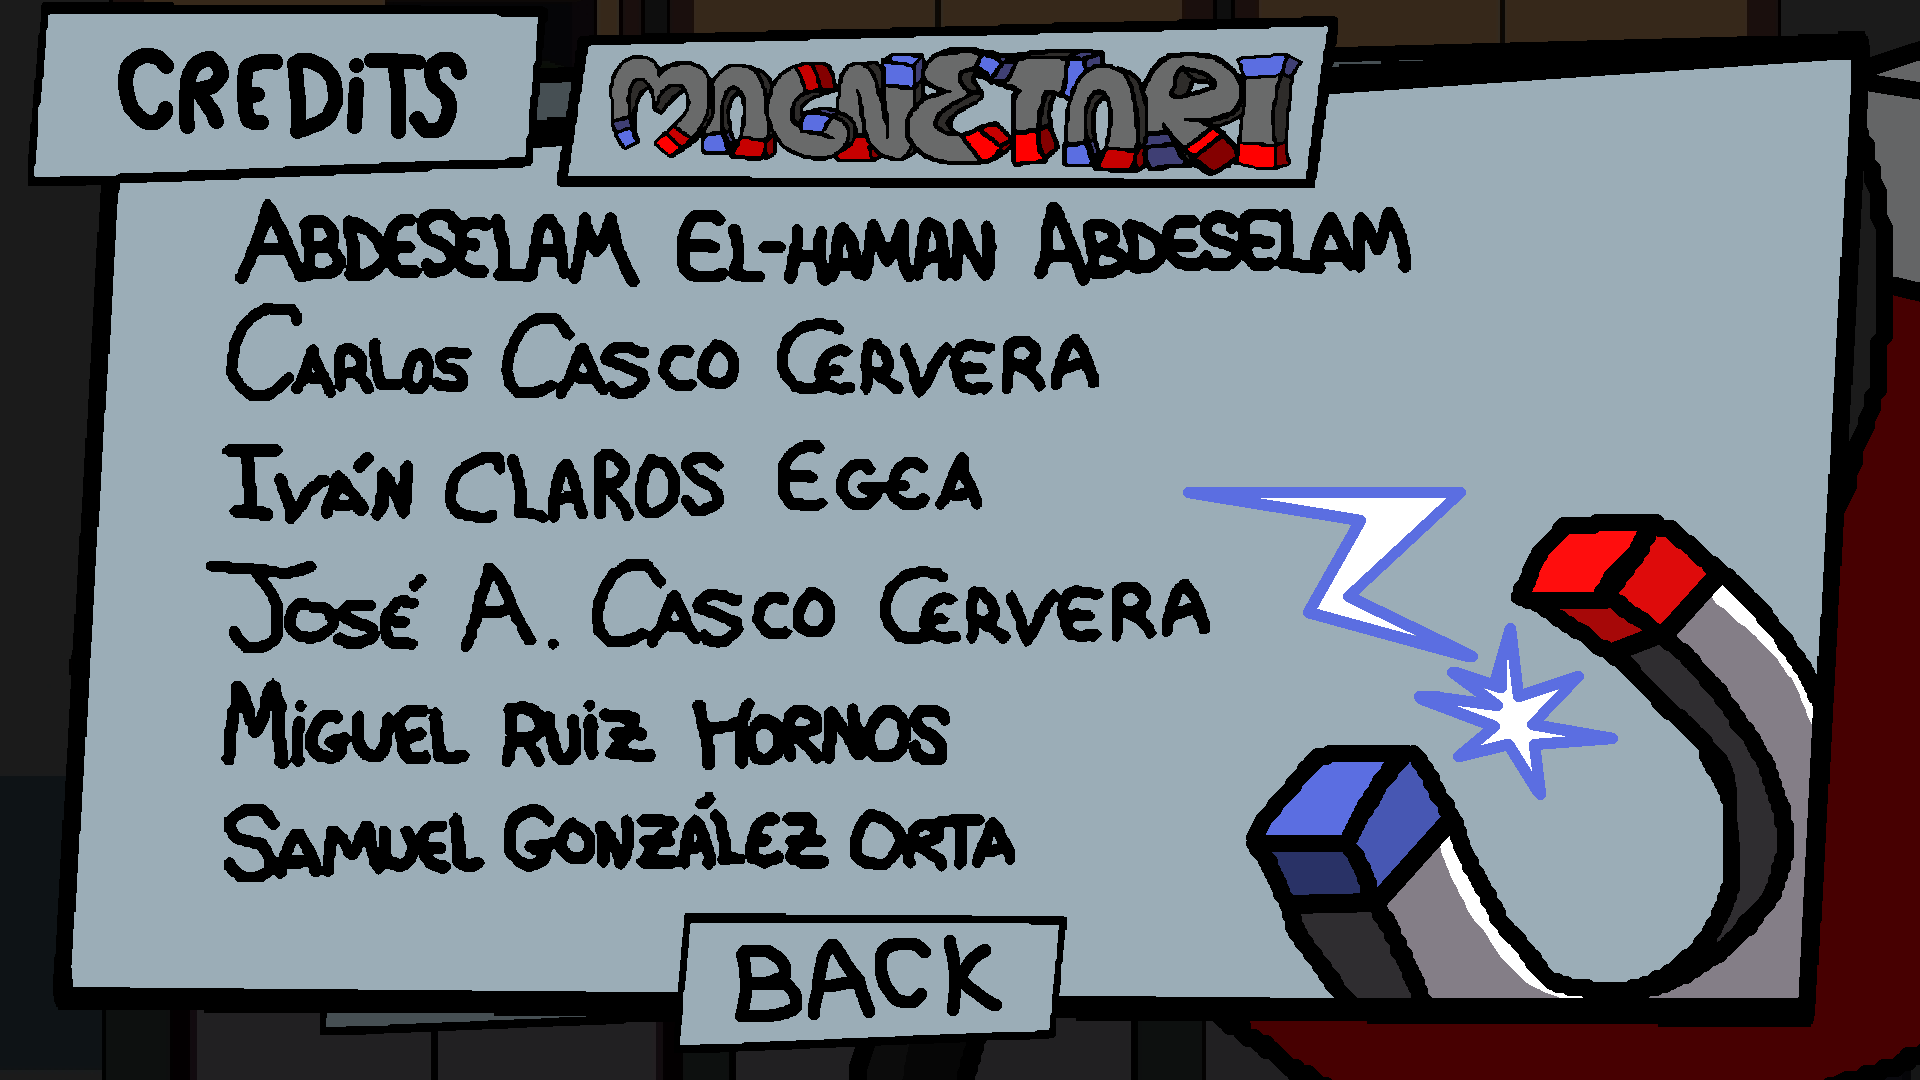 CREDiTS
MAGNETARI
ABDESELAM EL-HAMAN ABDESELAM
CARLOS CASCO CERVERA
IVÁN CLAROS EGEA
JOSÉ A. CASCO CERVERA
MiGUEL RUiZ HORNOS
SAMUEL GONZÁLEZ ORTA
BACK